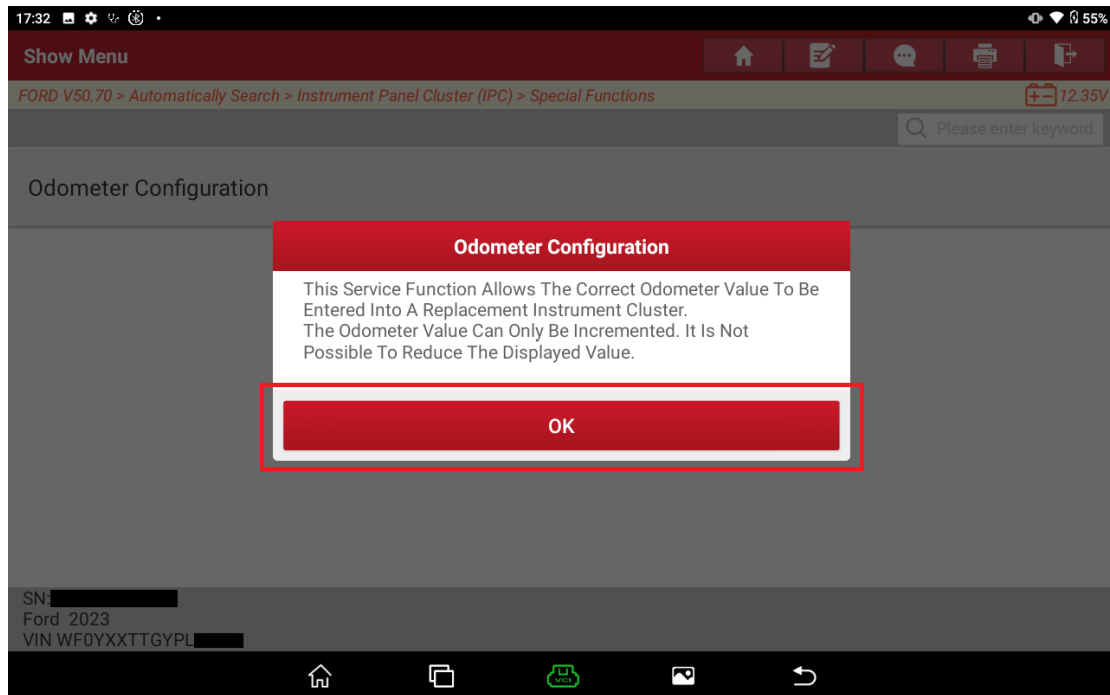 17:32
55%
Show Menu
FORD V50.70 > Automatically Search > Instrument Panel Cluster (IPC) > Special Functions
12.35V
Please enter keyword
Odometer Configuration
Odometer Configuration
This Service Function Allows The Correct Odometer Value To Be
Entered Into A Replacement Instrument Cluster.
The Odometer Value Can Only Be Incremented. It Is Not
Possible To Reduce The Displayed Value.
OK
SN:
Ford 2023
VIN WF0YXXTTGYPL
VCI